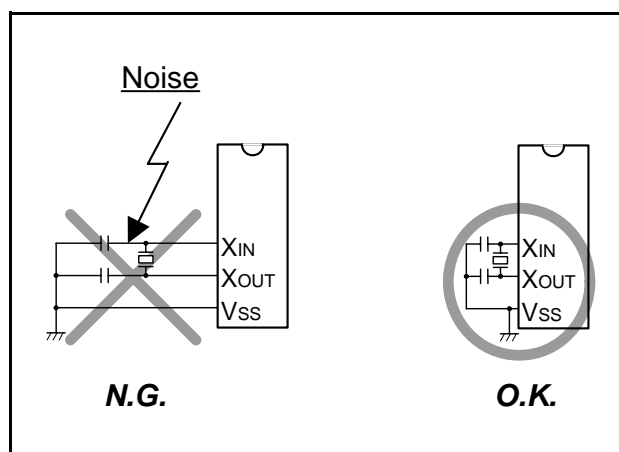 Noise
XIN
XOUT
VSS
N.G.
XIN
XOUT
VSS
O.K.